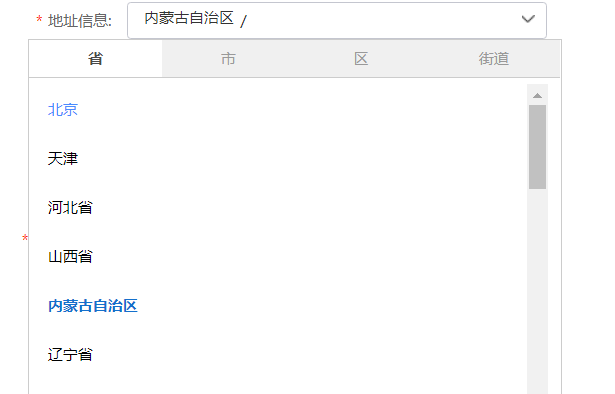 * 地址信息: 内蒙古自治区 /
省 市 区 街道
北京
天津
河北省
*
山西省
内蒙古自治区
辽宁省